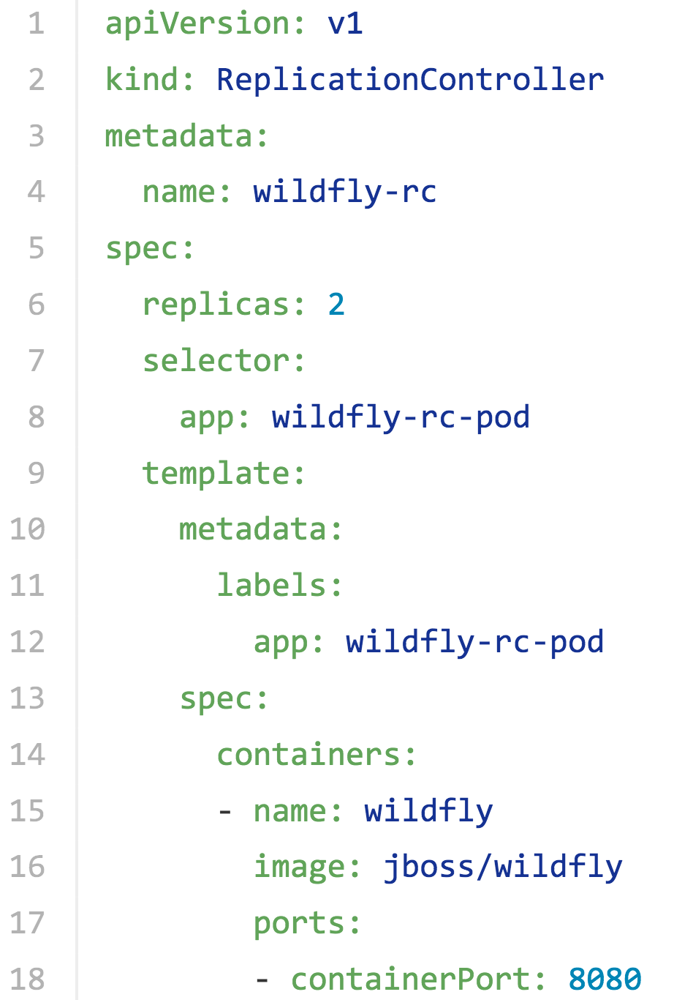 1 apiVersion: v1
2 kind: ReplicationController
3 metadata:
4   name: wildfly-rc
5 spec:
6   replicas: 2
7   selector:
8     app: wildfly-rc-pod
9   template:
10     metadata:
11       labels:
12         app: wildfly-rc-pod
13     spec:
14       containers:
15       - name: wildfly
16         image: jboss/wildfly
17         ports:
18         - containerPort: 8080